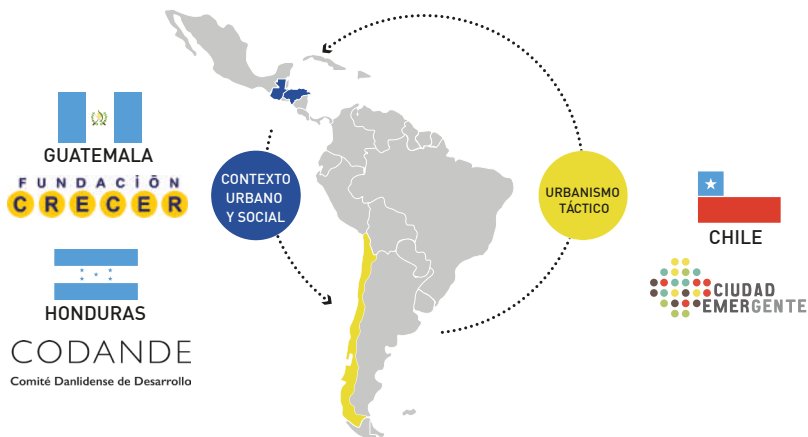 GUATEMALA
FUNDACIÓN
CRECER
HONDURAS
CODANDE
Comité Danlidense de Desarrollo
CONTEXTO
URBANO
Y SOCIAL
URBANISMO
TÁCTICO
CHILE
CIUDAD
EMERGENTE